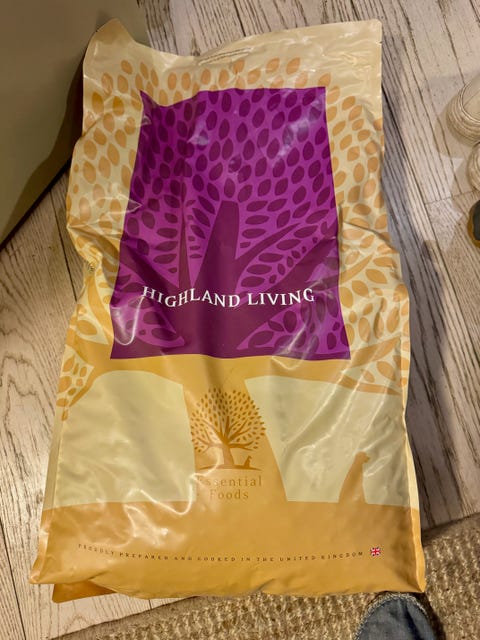 HIGHLAND LIVING
Essential
Foods
PROUDLY PREPARED AND COOKED IN THE UNITED KINGDOM